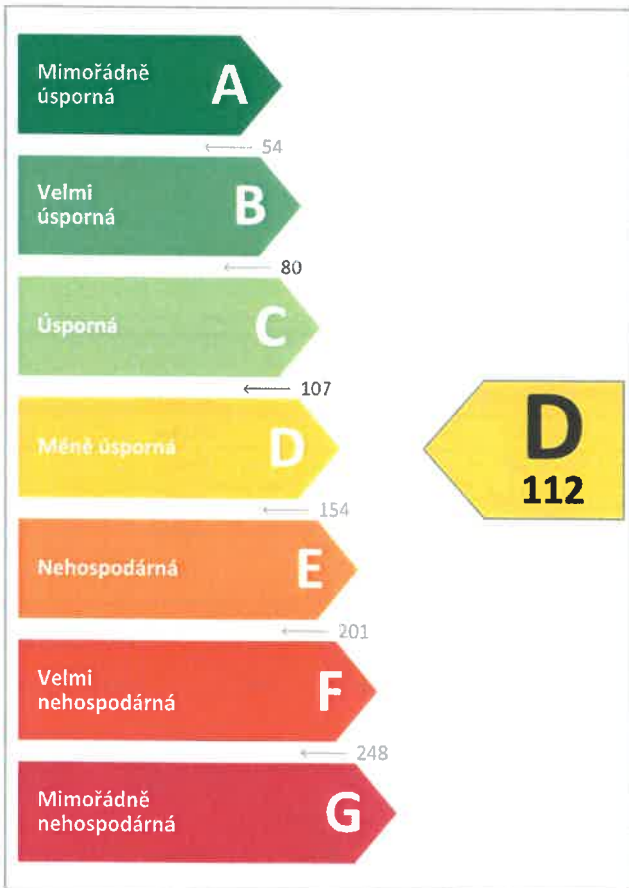 Mimořádně
úsporná
A
← 54
Velmi
úsporná
B
← 80
Úsporná
C
← 107
Méně úsporná
D
← 154
D
112
Nehospodárná
E
← 201
Velmi
nehospodárná
F
← 248
Mimořádně
nehospodárná
G